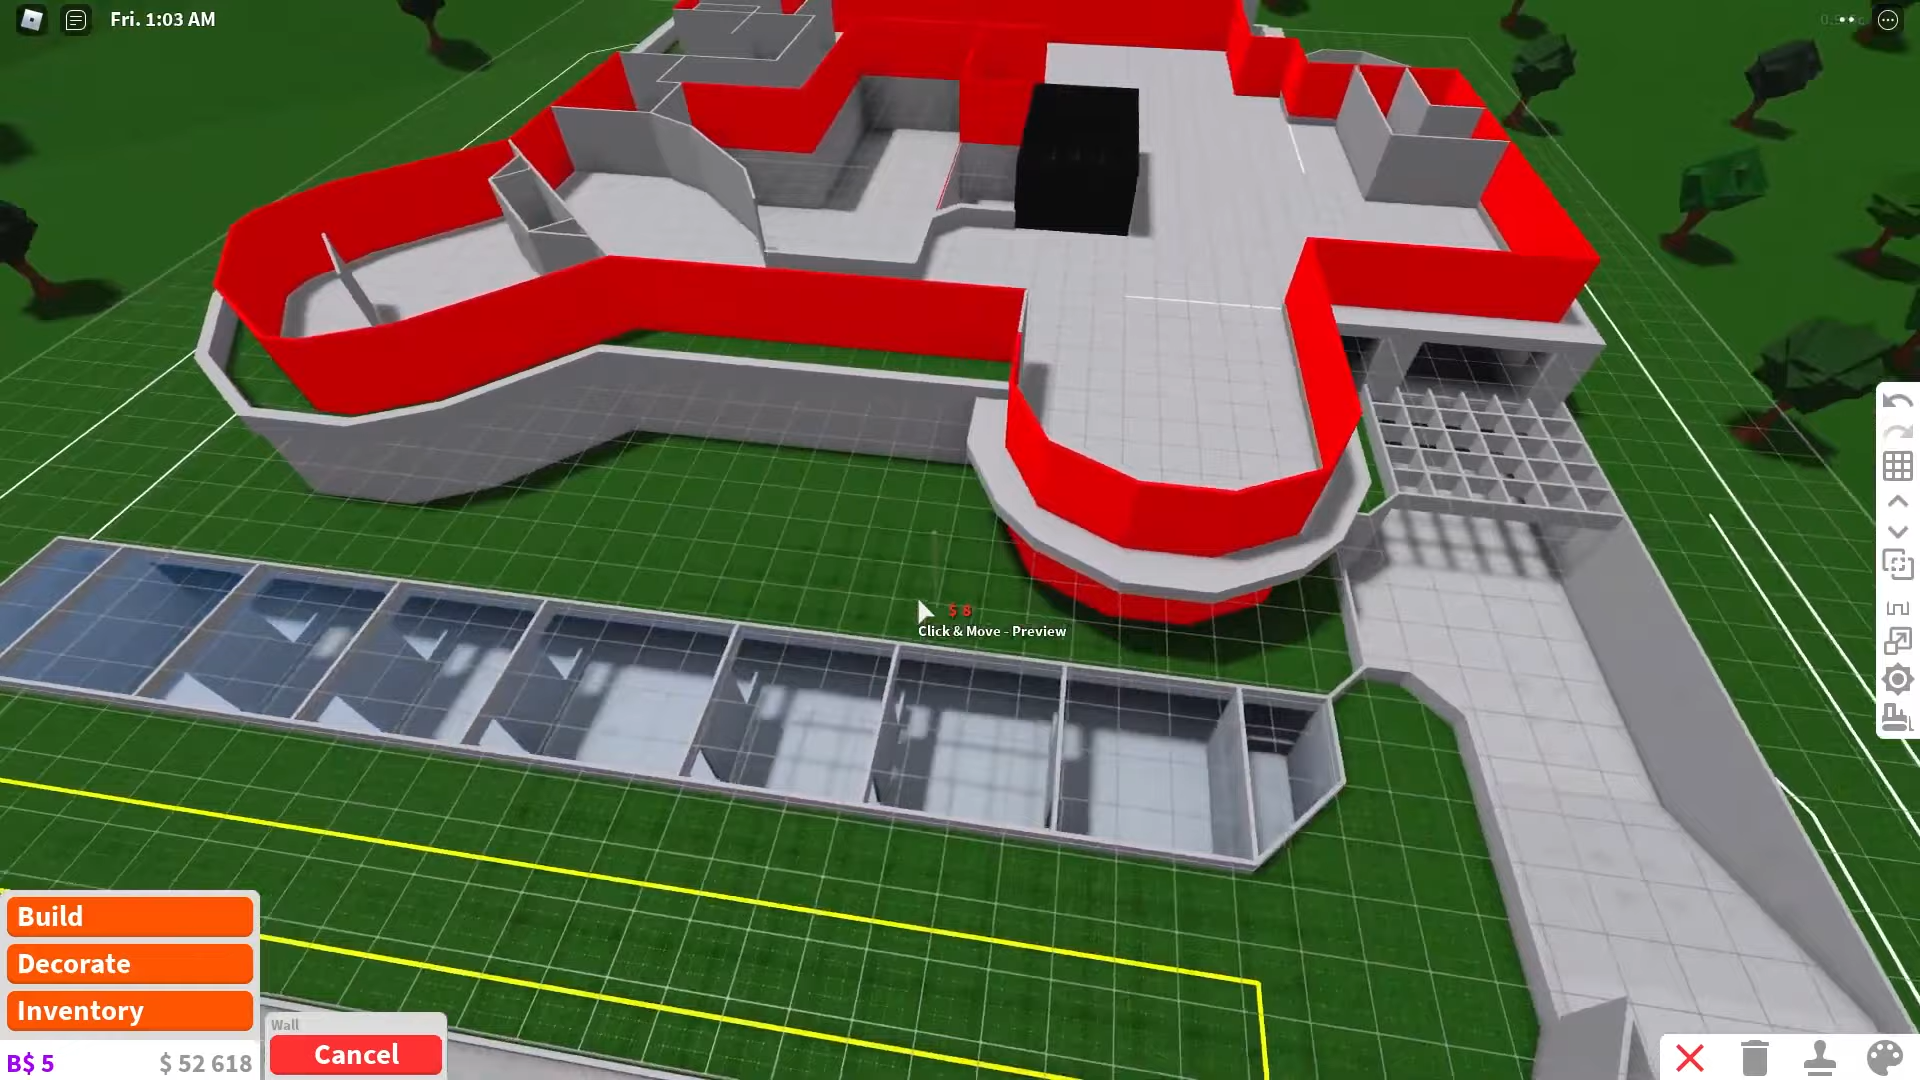 Fri. 1:03 AM
$ 8
Click & Move - Preview
Build
Decorate
Inventory
B$ 5
$ 52 618
Wall
Cancel